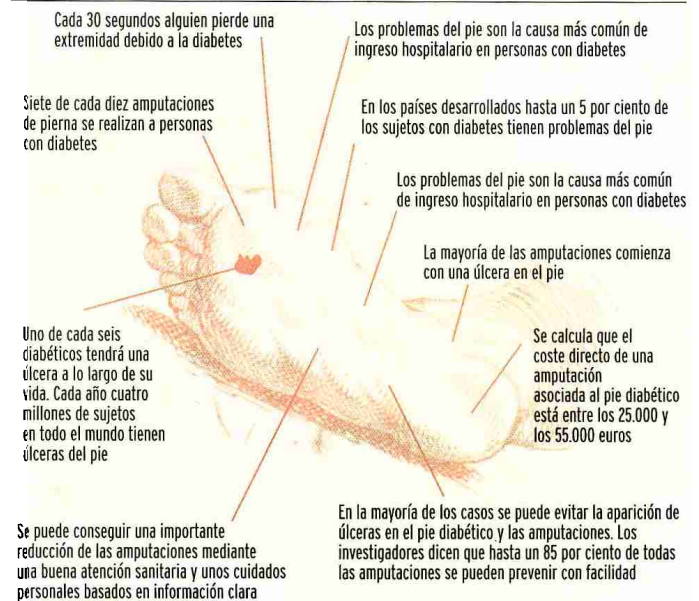 Cada 30 segundos alguien pierde una
extremidad debido a la diabetes
Los problemas del pie son la causa más común de
ingreso hospitalario en personas con diabetes
Siete de cada diez amputaciones
de pierna se realizan a personas
con diabetes
En los países desarrollados hasta un 5 por ciento de
los sujetos con diabetes tienen problemas del pie
Los problemas del pie son la causa más común
de ingreso hospitalario en personas con diabetes
La mayoría de las amputaciones comienza
con una úlcera en el pie
Uno de cada seis
diabéticos tendrá una
úlcera a lo largo de su
vida. Cada año cuatro
millones de sujetos
en todo el mundo tienen
úlceras del pie
Se calcula que el
coste directo de una
amputación
asociada al pie diabético
está entre los 25.000 y
los 55.000 euros
Se puede conseguir una importante
reducción de las amputaciones mediante
una buena atención sanitaria y unos cuidados
personales basados en información clara
En la mayoría de los casos se puede evitar la aparición de
úlceras en el pie diabético y las amputaciones. Los
investigadores dicen que hasta un 85 por ciento de todas
las amputaciones se pueden prevenir con facilidad